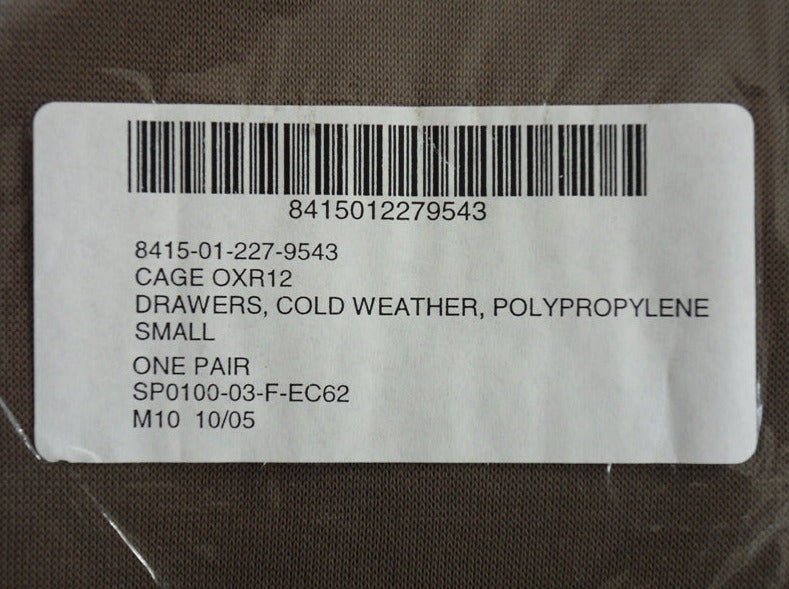 8415012279543
8415-01-227-9543
CAGE OXR12
DRAWERS, COLD WEATHER, POLYPROPYLENE
SMALL
ONE PAIR
SP0100-03-F-EC62
M10 10/05